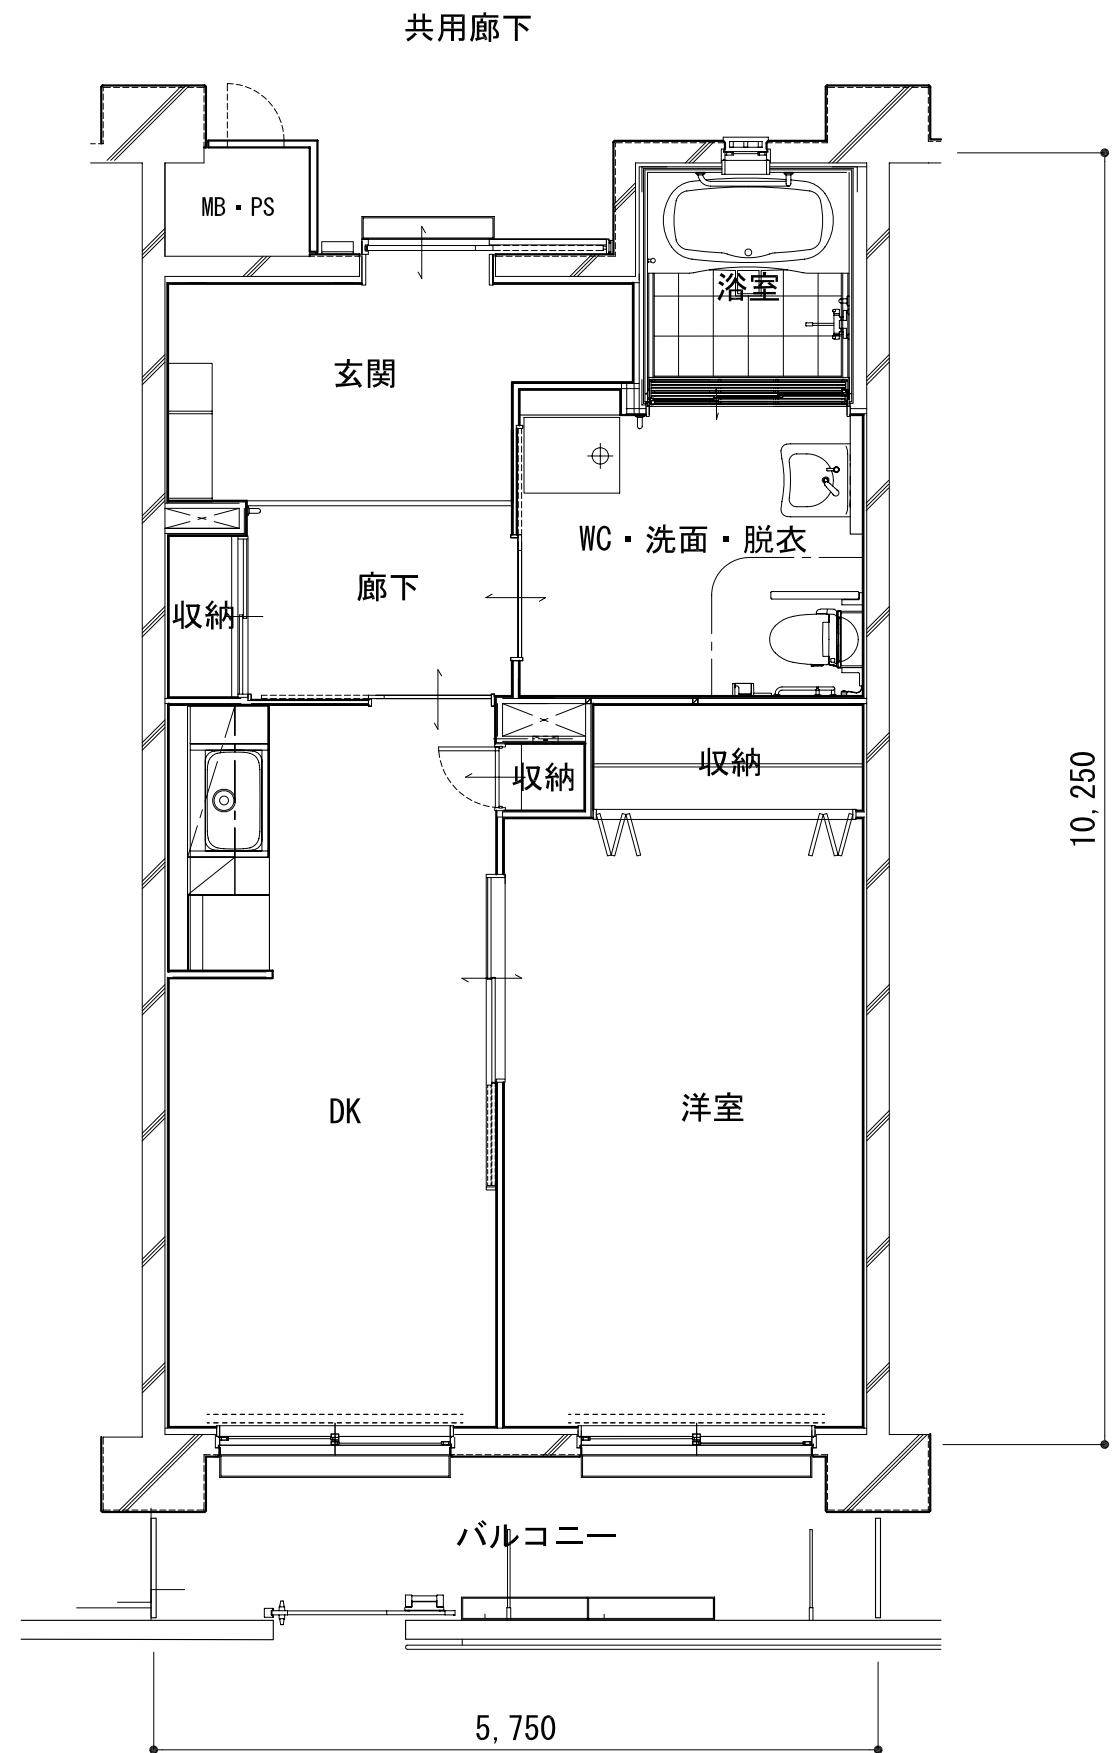 共用廊下
MB・PS
浴室
玄関
WC・洗面・脱衣
廊下
収納
収納
収納
10,250
DK
洋室
バルコニー
5,750